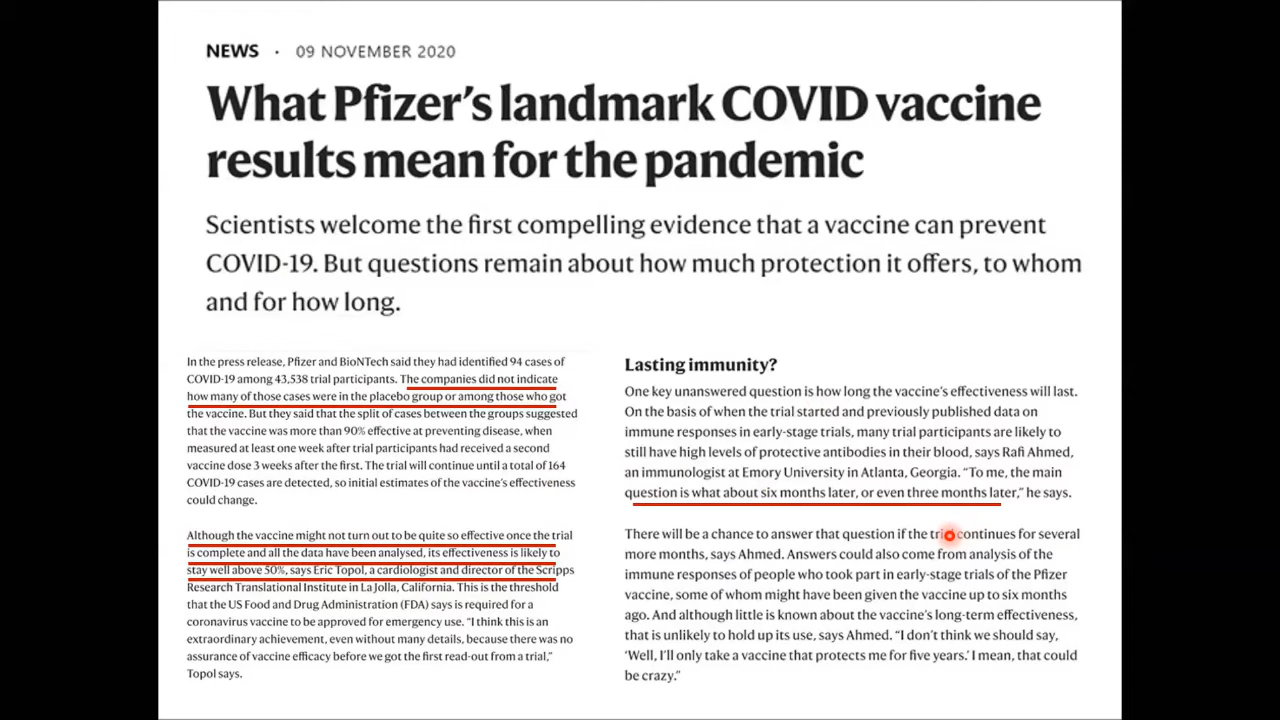 NEWS · 09 NOVEMBER 2020
What Pfizer's landmark COVID vaccine
results mean for the pandemic
Scientists welcome the first compelling evidence that a vaccine can prevent
COVID-19. But questions remain about how much protection it offers, to whom
and for how long.
In the press release, Pfizer and BioNTech said they had identified 94 cases of
COVID-19 among 43,538 trial participants. The companies did not indicate
how many of those cases were in the placebo group or among those who got
the vaccine. But they said that the split of cases between the groups suggested
that the vaccine was more than 90% effective at preventing disease, when
measured at least one week after trial participants had received a second
vaccine dose 3 weeks after the first. The trial will continue until a total of 164
COVID-19 cases are detected, so initial estimates of the vaccine's effectiveness
could change.
Although the vaccine might not turn out to be quite so effective once the trial
is complete and all the data have been analysed, its effectiveness is likely to
stay well above 50%, says Eric Topol, a cardiologist and director of the Scripps
Research Translational Institute in La Jolla, California. This is the threshold
that the US Food and Drug Administration (FDA) says is required for a
coronavirus vaccine to be approved for emergency use. "I think this is an
extraordinary achievement, even without many details, because there was no
assurance of vaccine efficacy before we got the first read-out from a trial,"
Topol says.
Lasting immunity?
One key unanswered question is how long the vaccine's effectiveness will last.
On the basis of when the trial started and previously published data on
immune responses in early-stage trials, many trial participants are likely to
still have high levels of protective antibodies in their blood, says Rafi Ahmed,
an immunologist at Emory University in Atlanta, Georgia. "To me, the main
question is what about six months later, or even three months later," he says.
There will be a chance to answer that question if the trial continues for several
more months, says Ahmed. Answers could also come from analysis of the
immune responses of people who took part in early-stage trials of the Pfizer
vaccine, some of whom might have been given the vaccine up to six months
ago. And although little is known about the vaccine's long-term effectiveness,
that is unlikely to hold up its use, says Ahmed. "I don't think we should say,
'Well, I'll only take a vaccine that protects me for five years.' I mean, that could
be crazy."